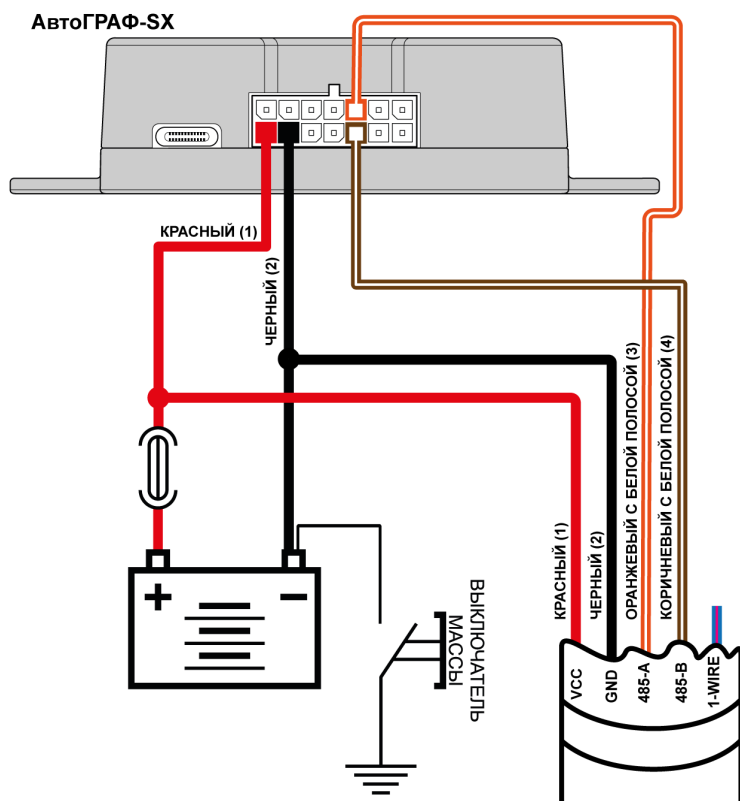 АвтоГРАФ-SX
КРАСНЫЙ (1)
ЧЕРНЫЙ (2)
ОРАНЖЕВЫЙ С БЕЛОЙ ПОЛОСОЙ (3)
КОРИЧНЕВЫЙ С БЕЛОЙ ПОЛОСОЙ (4)
КРАСНЫЙ (1)
ЧЕРНЫЙ (2)
+
−
ВЫКЛЮЧАТЕЛЬ
МАССЫ
VCC
GND
485-A
485-B
1-WIRE